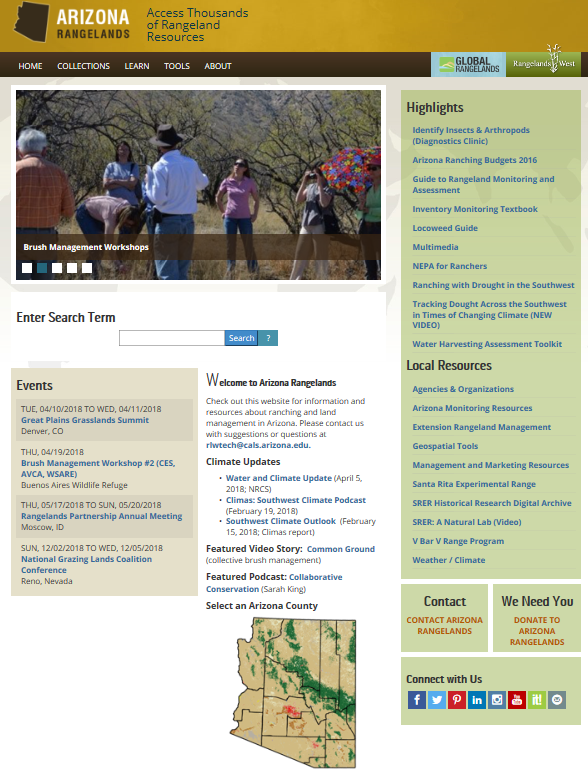 ARIZONA
RANGELANDS
Access Thousands
of Rangeland
Resources
HOME COLLECTIONS LEARN TOOLS ABOUT
GLOBAL
RANGELANDS
Rangelands West
Brush Management Workshops
Enter Search Term
Search ?
Events
TUE, 04/10/2018 TO WED, 04/11/2018
Great Plains Grasslands Summit
Denver, CO
THU, 04/19/2018
Brush Management Workshop #2 (CES,
AVCA, WSARE)
Buenos Aires Wildlife Refuge
THU, 05/17/2018 TO SUN, 05/20/2018
Rangelands Partnership Annual Meeting
Moscow, ID
SUN, 12/02/2018 TO WED, 12/05/2018
National Grazing Lands Coalition
Conference
Reno, Nevada
Welcome to Arizona Rangelands
Check out this website for information and
resources about ranching and land
management in Arizona. Please contact us
with suggestions or questions at
rlwtech@cals.arizona.edu.
Climate Updates
• Water and Climate Update (April 5,
2018; NRCS)
• Climas: Southwest Climate Podcast
(February 19, 2018)
• Southwest Climate Outlook (February
15, 2018; Climas report)
Featured Video Story: Common Ground
(collective brush management)
Featured Podcast: Collaborative
Conservation (Sarah King)
Select an Arizona County
Highlights
Identify Insects & Arthropods
(Diagnostics Clinic)
Arizona Ranching Budgets 2016
Guide to Rangeland Monitoring and
Assessment
Inventory Monitoring Textbook
Locoweed Guide
Multimedia
NEPA for Ranchers
Ranching with Drought in the Southwest
Tracking Dought Across the Southwest
in Times of Changing Climate (NEW
VIDEO)
Water Harvesting Assessment Toolkit
Local Resources
Agencies & Organizations
Arizona Monitoring Resources
Extension Rangeland Management
Geospatial Tools
Management and Marketing Resources
Santa Rita Experimental Range
SRER Historical Research Digital Archive
SRER: A Natural Lab (Video)
V Bar V Range Program
Weather / Climate
Contact
CONTACT ARIZONA
RANGELANDS
We Need You
DONATE TO
ARIZONA
RANGELANDS
Connect with Us
You Tube
it!